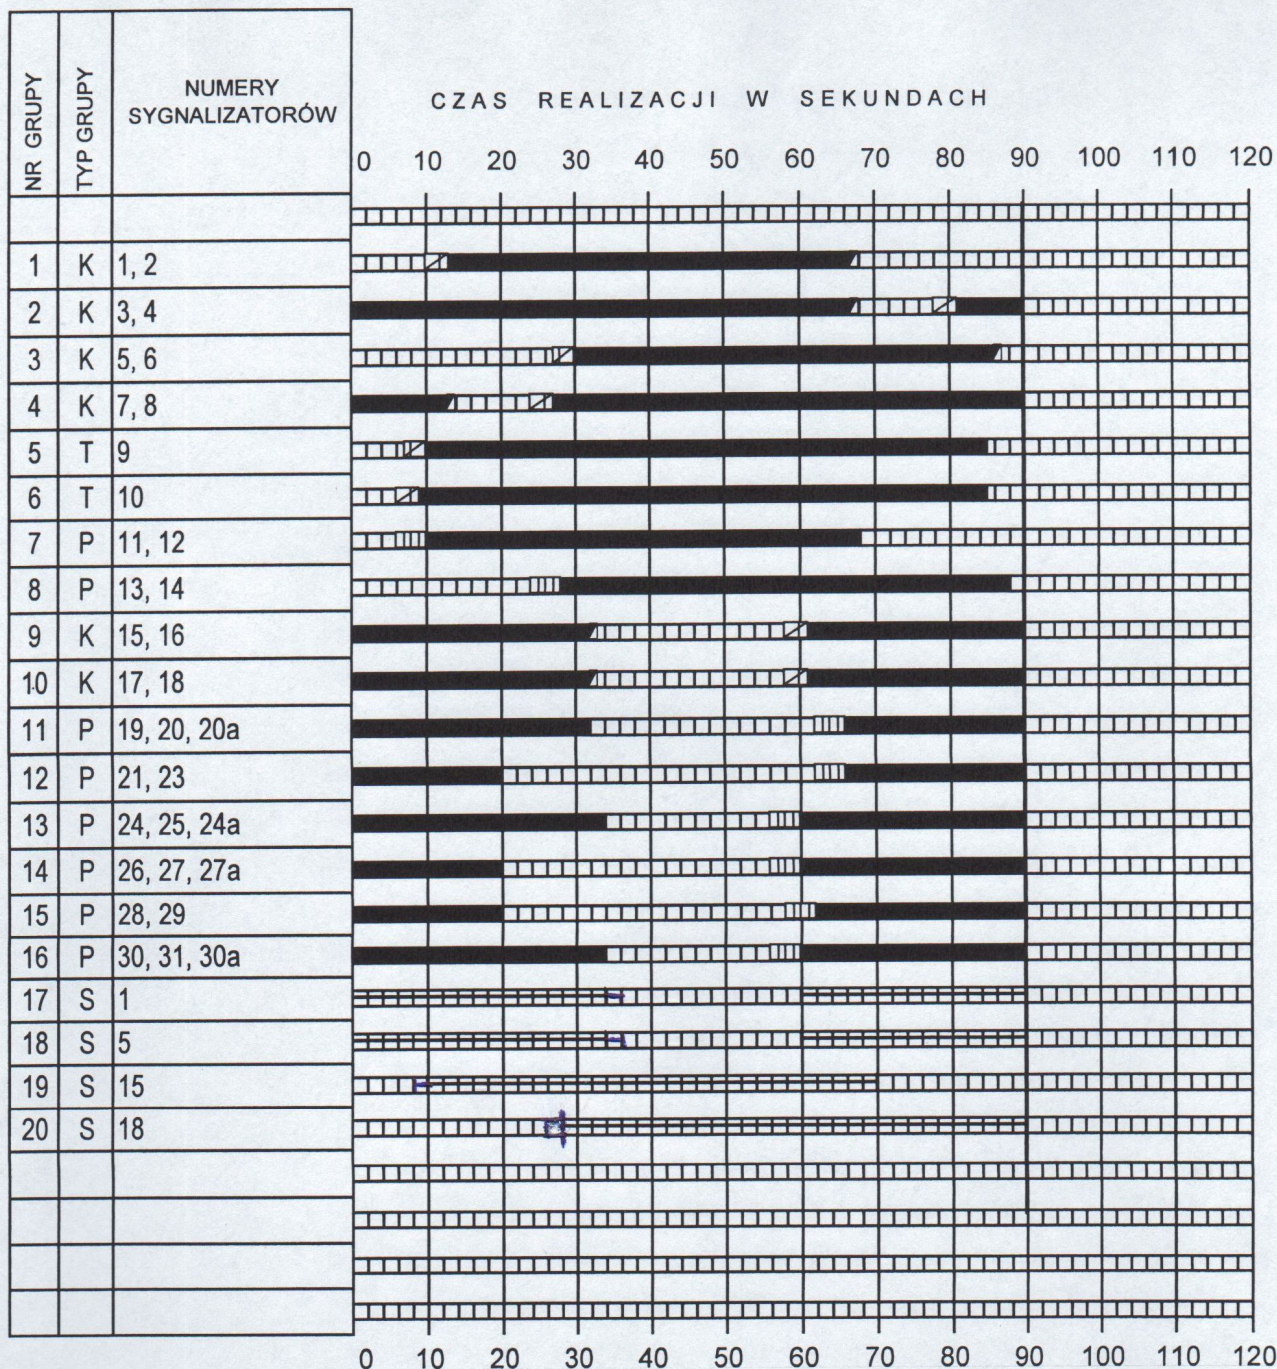 NR GRUPY
TYP GRUPY
NUMERY
SYGNALIZATORÓW
CZAS REALIZACJI W SEKUNDACH
0 10 20 30 40 50 60 70 80 90 100 110 120
1 K 1, 2
2 K 3, 4
3 K 5, 6
4 K 7, 8
5 T 9
6 T 10
7 P 11, 12
8 P 13, 14
9 K 15, 16
10 K 17, 18
11 P 19, 20, 20a
12 P 21, 23
13 P 24, 25, 24a
14 P 26, 27, 27a
15 P 28, 29
16 P 30, 31, 30a
17 S 1
18 S 5
19 S 15
20 S 18
0 10 20 30 40 50 60 70 80 90 100 110 120